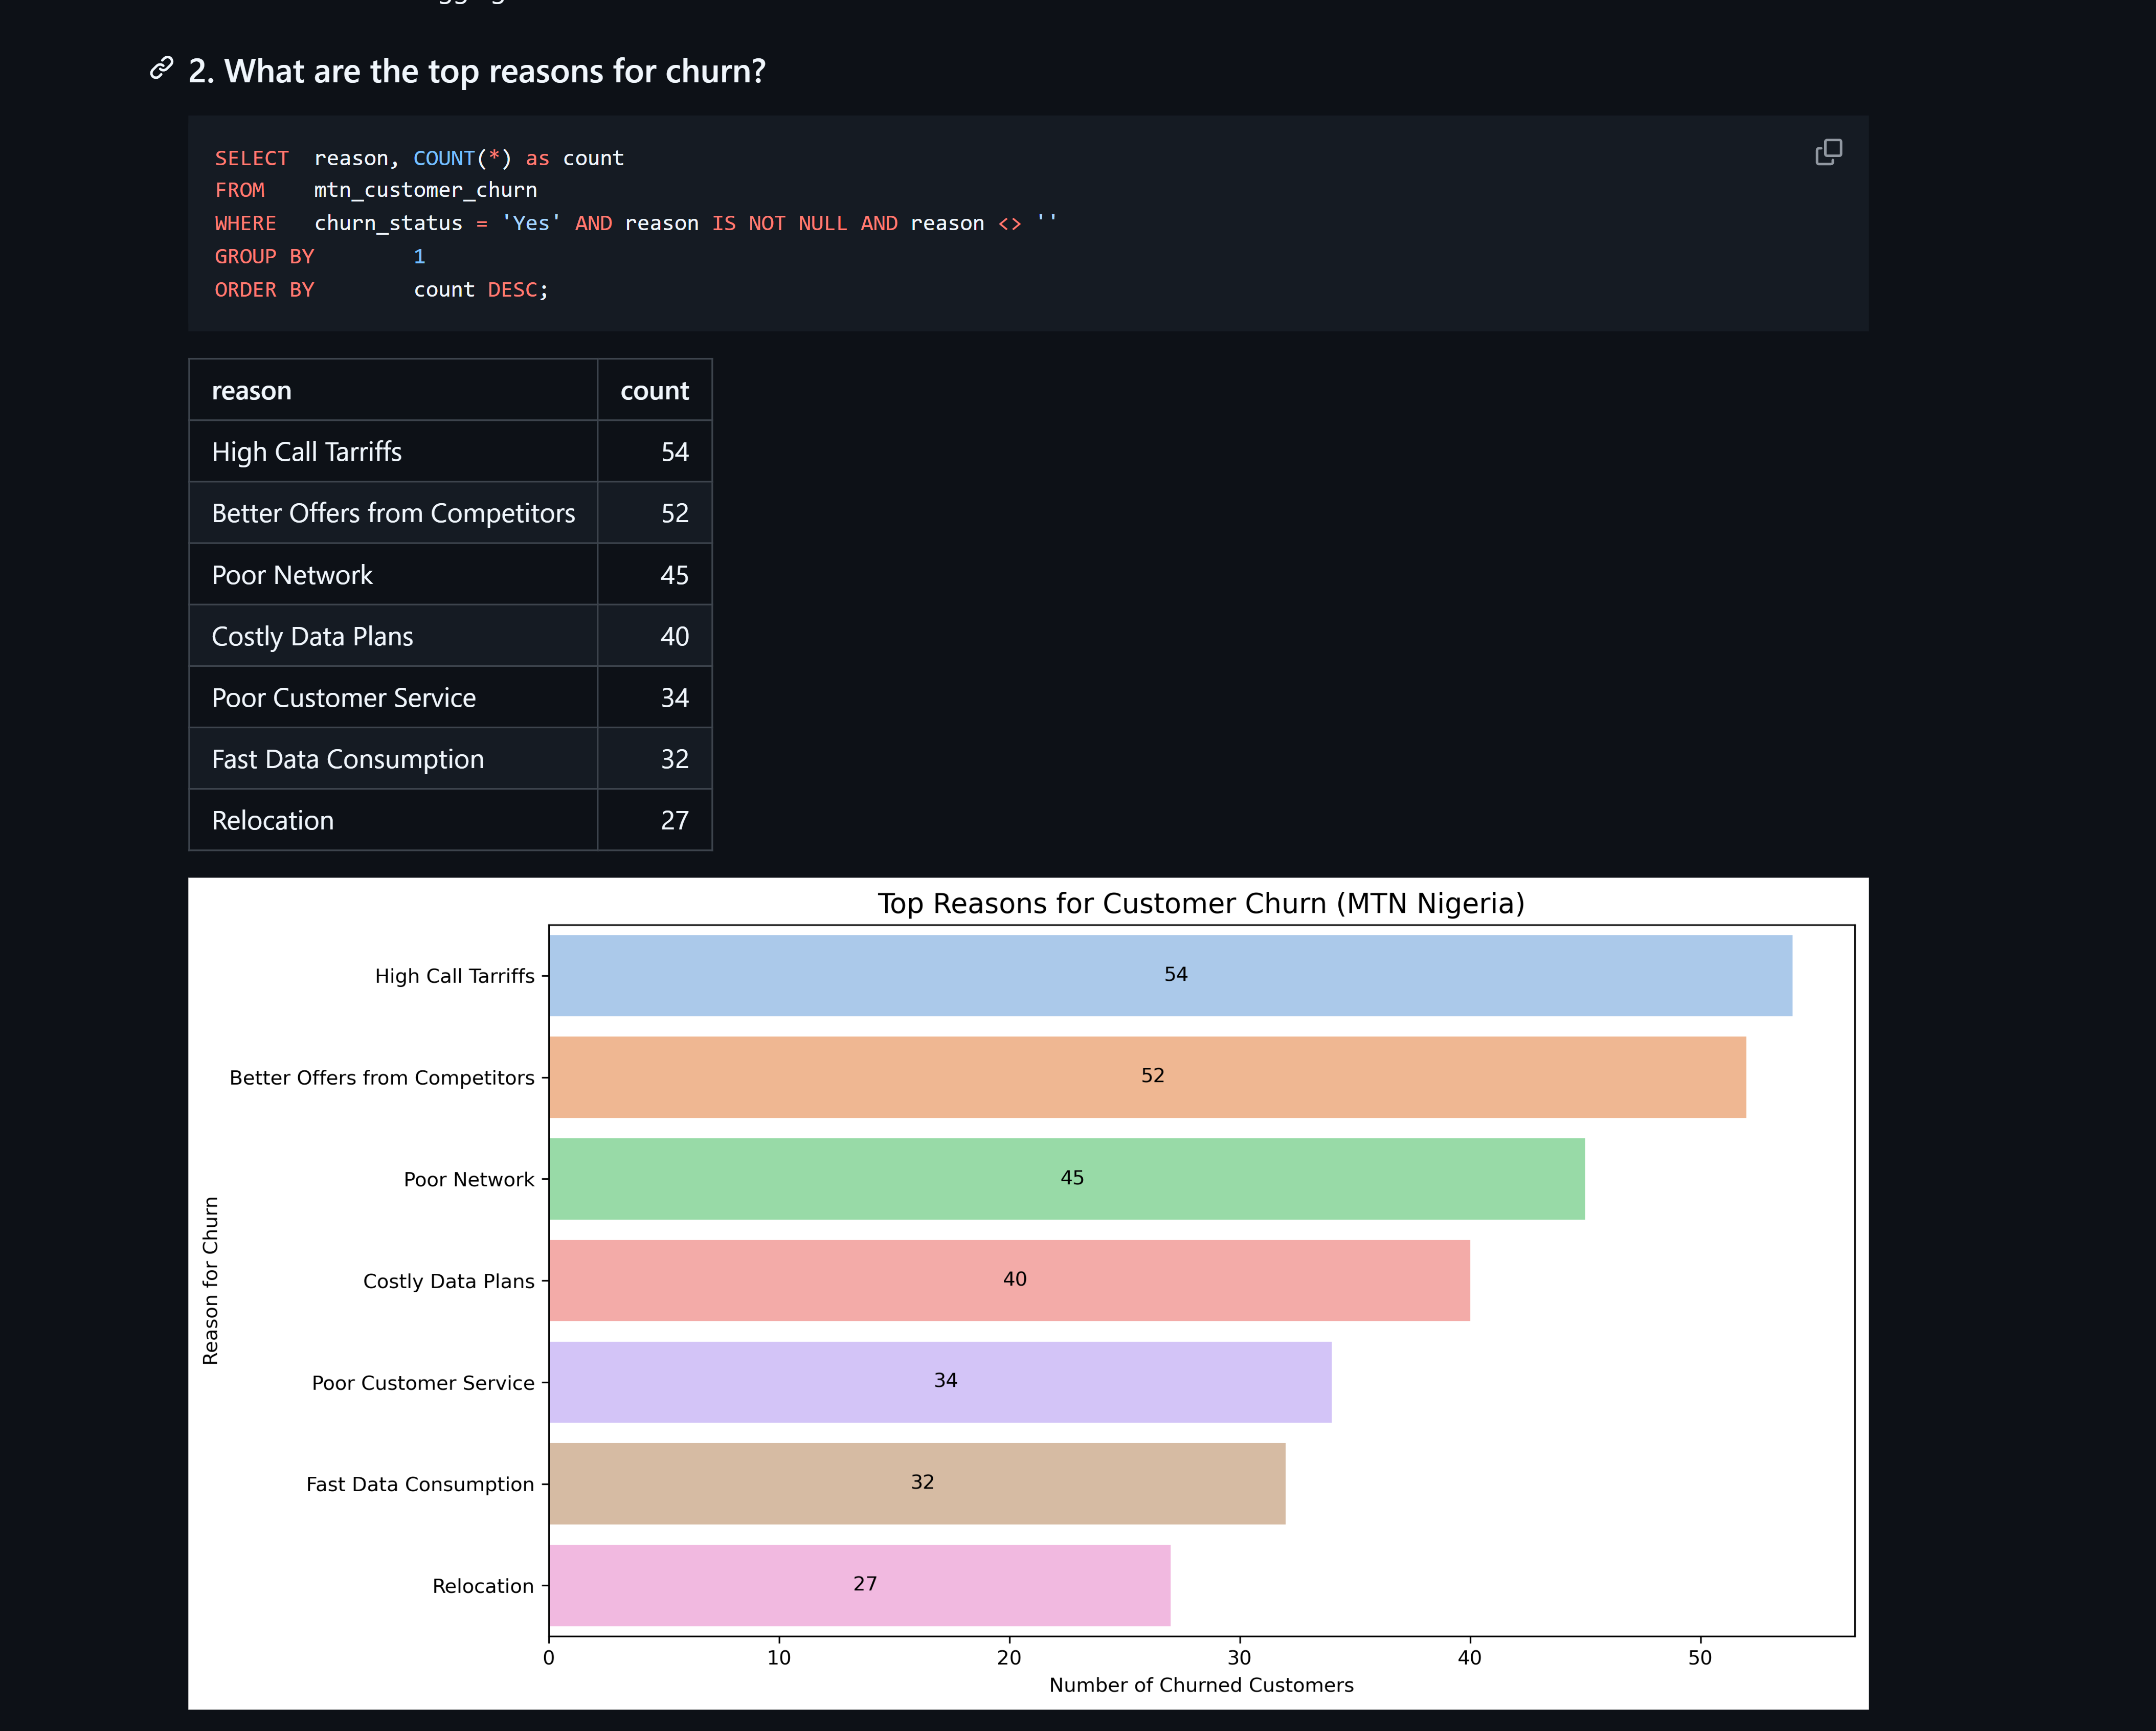 2. What are the top reasons for churn?
SELECT reason, COUNT(*) as count
FROM mtn_customer_churn
WHERE churn_status = 'Yes' AND reason IS NOT NULL AND reason <> ''
GROUP BY 1
ORDER BY count DESC;
reason count
High Call Tarriffs 54
Better Offers from Competitors 52
Poor Network 45
Costly Data Plans 40
Poor Customer Service 34
Fast Data Consumption 32
Relocation 27
Top Reasons for Customer Churn (MTN Nigeria)
Reason for Churn
High Call Tarriffs 54
Better Offers from Competitors 52
Poor Network 45
Costly Data Plans 40
Poor Customer Service 34
Fast Data Consumption 32
Relocation 27
0 10 20 30 40 50
Number of Churned Customers